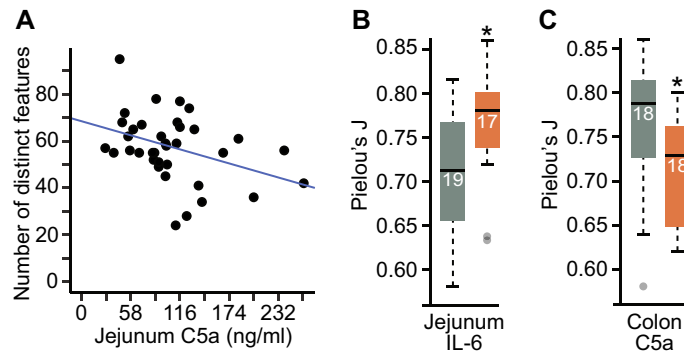 A
Number of distinct features
80
60
40
20
0
0 58 116 174 232
Jejunum C5a (ng/ml)
B
Pielou's J
0.85
0.80
0.75
0.70
0.65
0.60
*
19
17
Jejunum
IL-6
C
Pielou's J
0.85
0.80
0.75
0.70
0.65
0.60
*
18
18
Colon
C5a